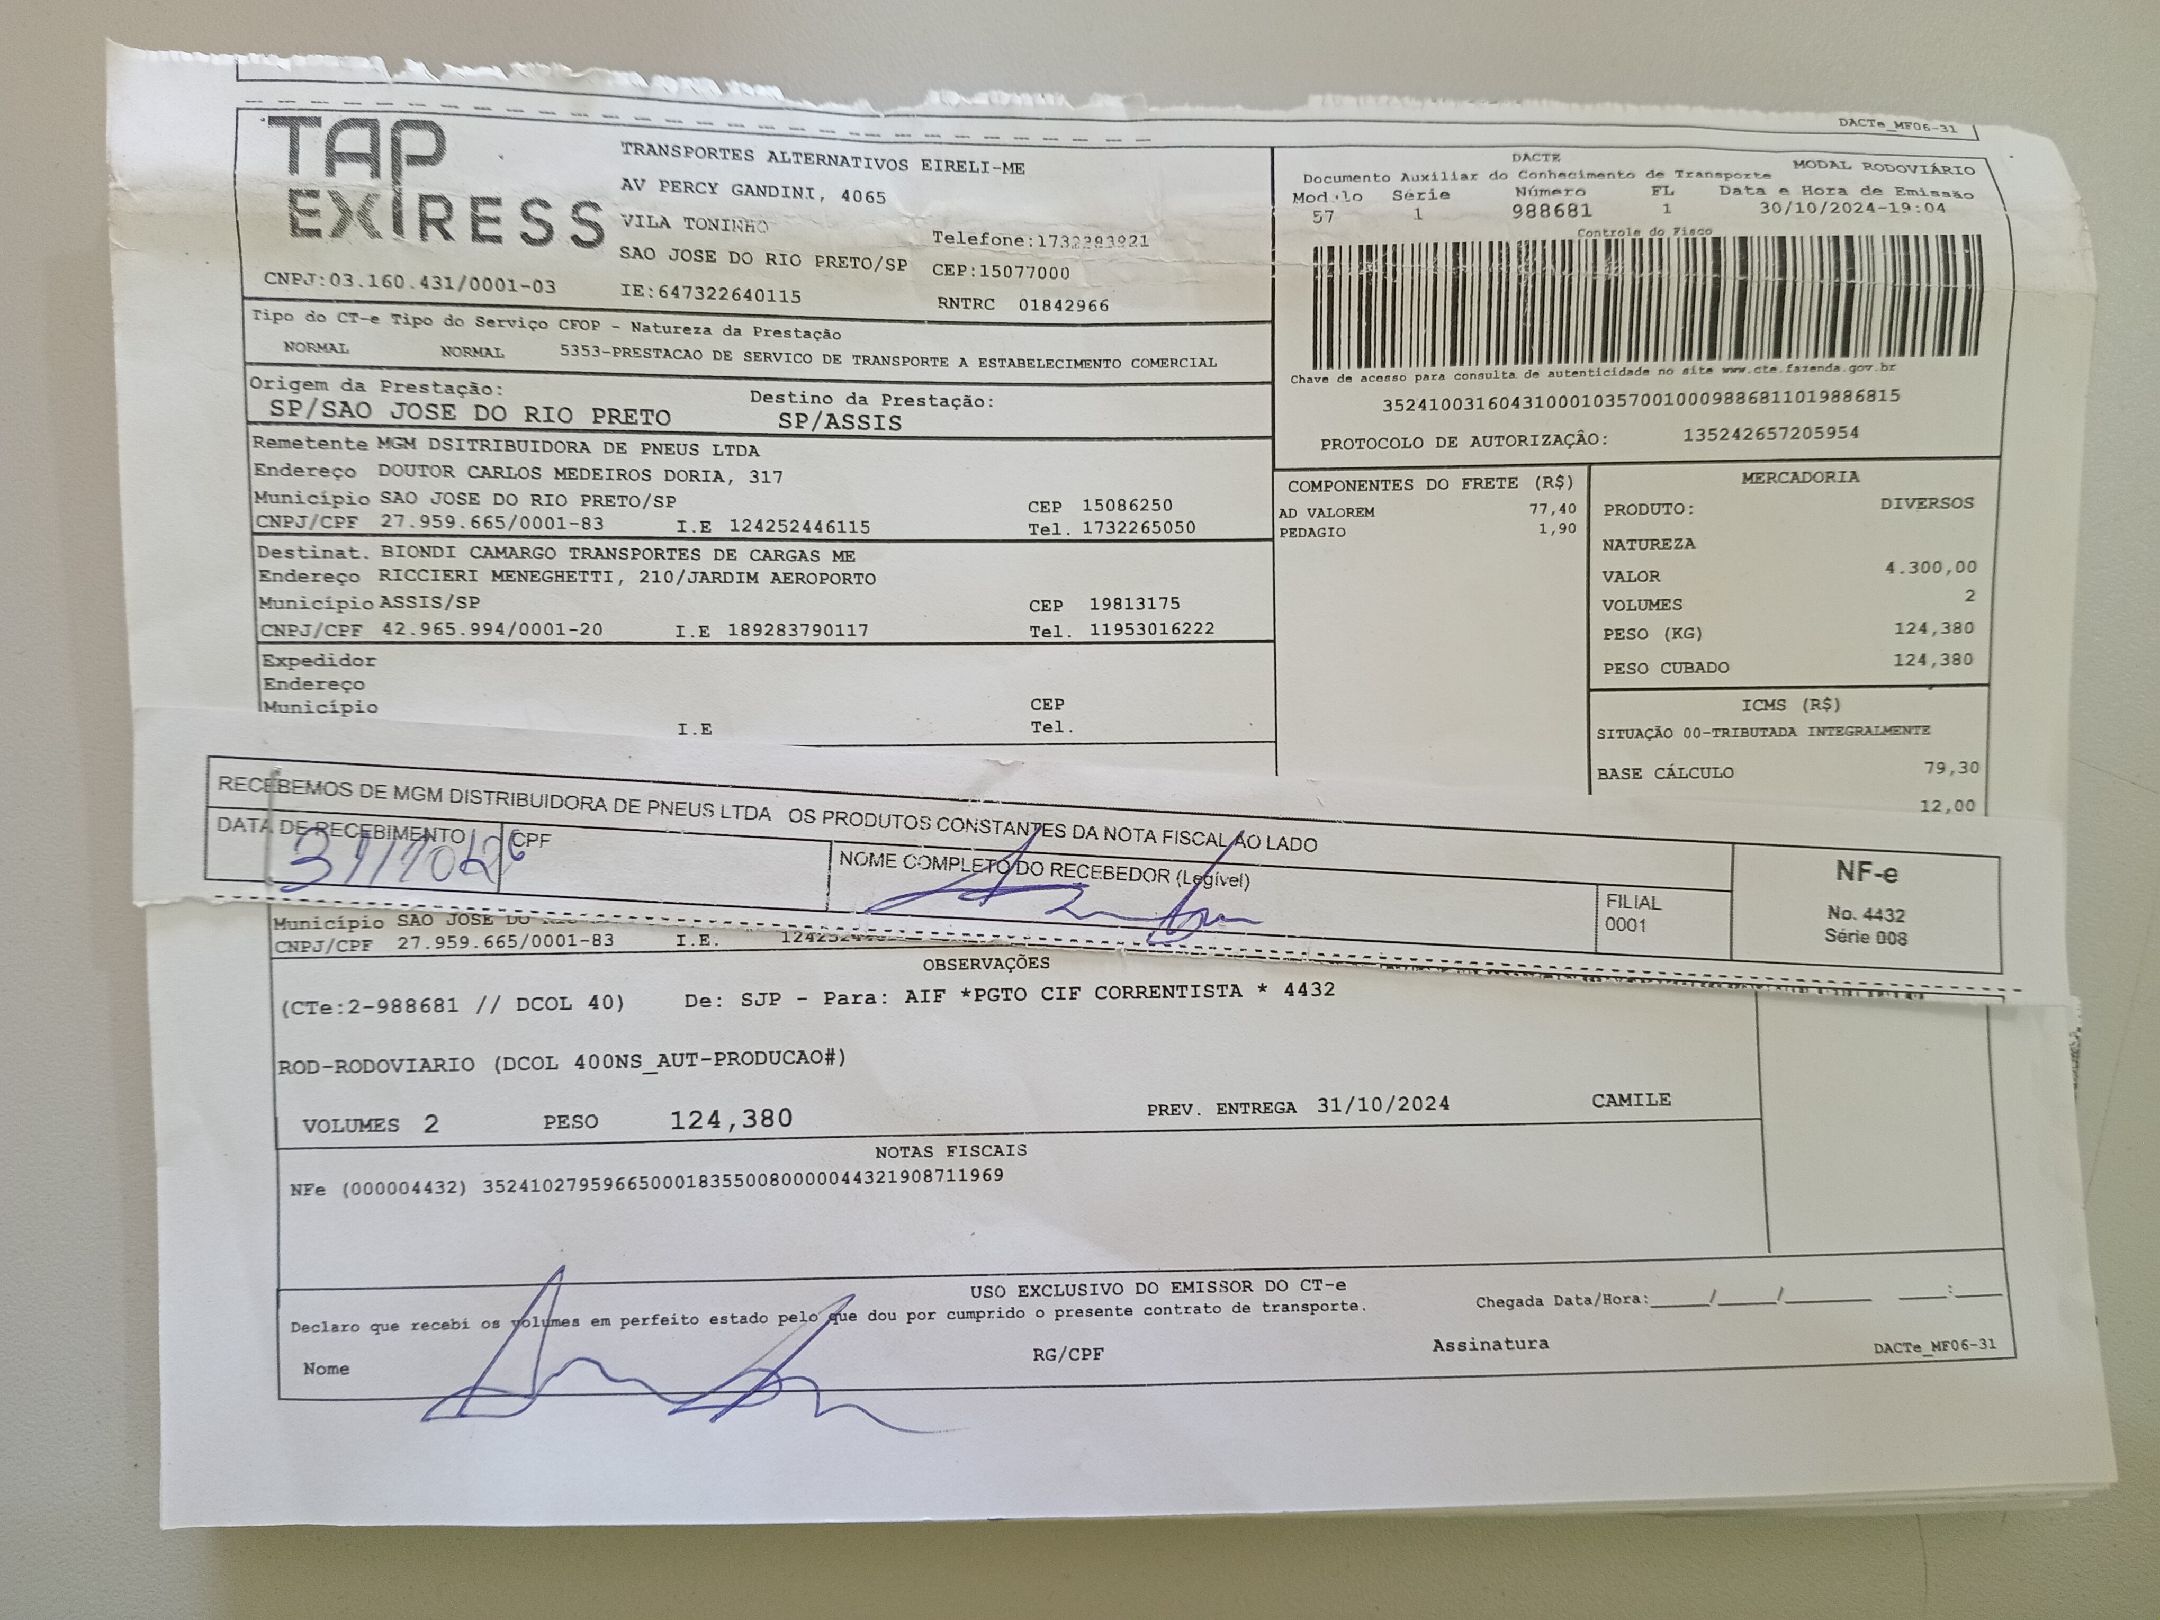 DACTe_MF06-31
TAP
EXIRESS
TRANSPORTES ALTERNATIVOS EIRELI-ME
AV PERCY GANDINI, 4065
VILA TONINHO
SAO JOSE DO RIO PRETO/SP CEP:15077000
CNPJ:03.160.431/0001-03 IE:647322640115 RNTRC 01842966
DACTE MODAL RODOVIÁRIO
Documento Auxiliar do Conhecimento de Transporte
Modelo Série Número FL Data e Hora de Emissão
57 1 988681 1 30/10/2024-19:04
Controle do Fisco
Chave de acesso para consulta de autenticidade no site www.cte.fazenda.gov.br
35241003160431000103570010009886811019886815
PROTOCOLO DE AUTORIZAÇÃO: 135242657205954
Tipo do CT-e Tipo do Serviço CFOP - Natureza da Prestação
NORMAL NORMAL 5353-PRESTACAO DE SERVICO DE TRANSPORTE A ESTABELECIMENTO COMERCIAL
Origem da Prestação: Destino da Prestação:
SP/SAO JOSE DO RIO PRETO SP/ASSIS
Remetente MGM DSITRIBUIDORA DE PNEUS LTDA
Endereço DOUTOR CARLOS MEDEIROS DORIA, 317
Município SAO JOSE DO RIO PRETO/SP CEP 15086250
CNPJ/CPF 27.959.665/0001-83 I.E 124252446115 Tel. 1732265050
Destinat. BIONDI CAMARGO TRANSPORTES DE CARGAS ME
Endereço RICCIERI MENEGHETTI, 210/JARDIM AEROPORTO
Município ASSIS/SP CEP 19813175
CNPJ/CPF 42.965.994/0001-20 I.E 189283790117 Tel. 11953016222
Expedidor
Endereço
Município CEP
I.E Tel.
COMPONENTES DO FRETE (R$)
AD VALOREM 77,40
PEDAGIO 1,90
MERCADORIA
PRODUTO: DIVERSOS
NATUREZA
VALOR 4.300,00
VOLUMES 2
PESO (KG) 124,380
PESO CUBADO 124,380
ICMS (R$)
SITUAÇÃO 00-TRIBUTADA INTEGRALMENTE
BASE CÁLCULO 79,30
12,00
RECEBEMOS DE MGM DISTRIBUIDORA DE PNEUS LTDA OS PRODUTOS CONSTANTES DA NOTA FISCAL AO LADO
DATA DE RECEBIMENTO CPF NOME COMPLETO DO RECEBEDOR (Legível)
FILIAL
0001
NF-e
No. 4432
Série 008
Município SAO JOSE DO
CNPJ/CPF 27.959.665/0001-83 I.E.
OBSERVAÇÕES
(CTe:2-988681 // DCOL 40) De: SJP - Para: AIF *PGTO CIF CORRENTISTA * 4432
ROD-RODOVIARIO (DCOL 400NS_AUT-PRODUCAO#)
VOLUMES 2 PESO 124,380 PREV. ENTREGA 31/10/2024 CAMILE
NOTAS FISCAIS
NFe (000004432) 35241027959665000183550080000044321908711969
USO EXCLUSIVO DO EMISSOR DO CT-e
Declaro que recebi os volumes em perfeito estado pelo que dou por cumprido o presente contrato de transporte. Chegada Data/Hora:_____/_____/_______ ____:____
Nome RG/CPF Assinatura DACTe_MF06-31